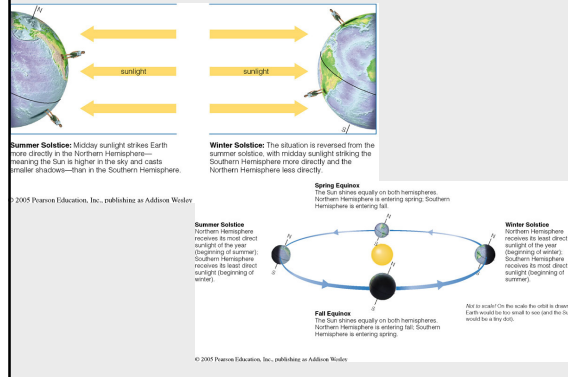 N
sunlight
sunlight
S
Summer Solstice: Midday sunlight strikes Earth
more directly in the Northern Hemisphere—
meaning the Sun is higher in the sky and casts
smaller shadows—than in the Southern Hemisphere.
Winter Solstice: The situation is reversed from the
summer solstice, with midday sunlight striking the
Southern Hemisphere more directly and the
Northern Hemisphere less directly.
© 2005 Pearson Education, Inc., publishing as Addison Wesley
Spring Equinox
The Sun shines equally on both hemispheres.
Northern Hemisphere is entering spring; Southern
Hemisphere is entering fall.
Summer Solstice
Northern Hemisphere
receives its most direct
sunlight of the year
(beginning of summer);
Southern Hemisphere
receives its least direct
sunlight (beginning of
winter).
N
N
N
N
Winter Solstice
Northern Hemisphere
receives its least direct
sunlight of the year
(beginning of winter);
Southern Hemisphere
receives its most direct
sunlight (beginning of
summer).
Fall Equinox
The Sun shines equally on both hemispheres.
Northern Hemisphere is entering fall; Southern
Hemisphere is entering spring.
Not to scale! On the scale the orbit is drawn,
Earth would be too small to see (and the Su
would be a tiny dot).
© 2005 Pearson Education, Inc., publishing as Addison Wesley